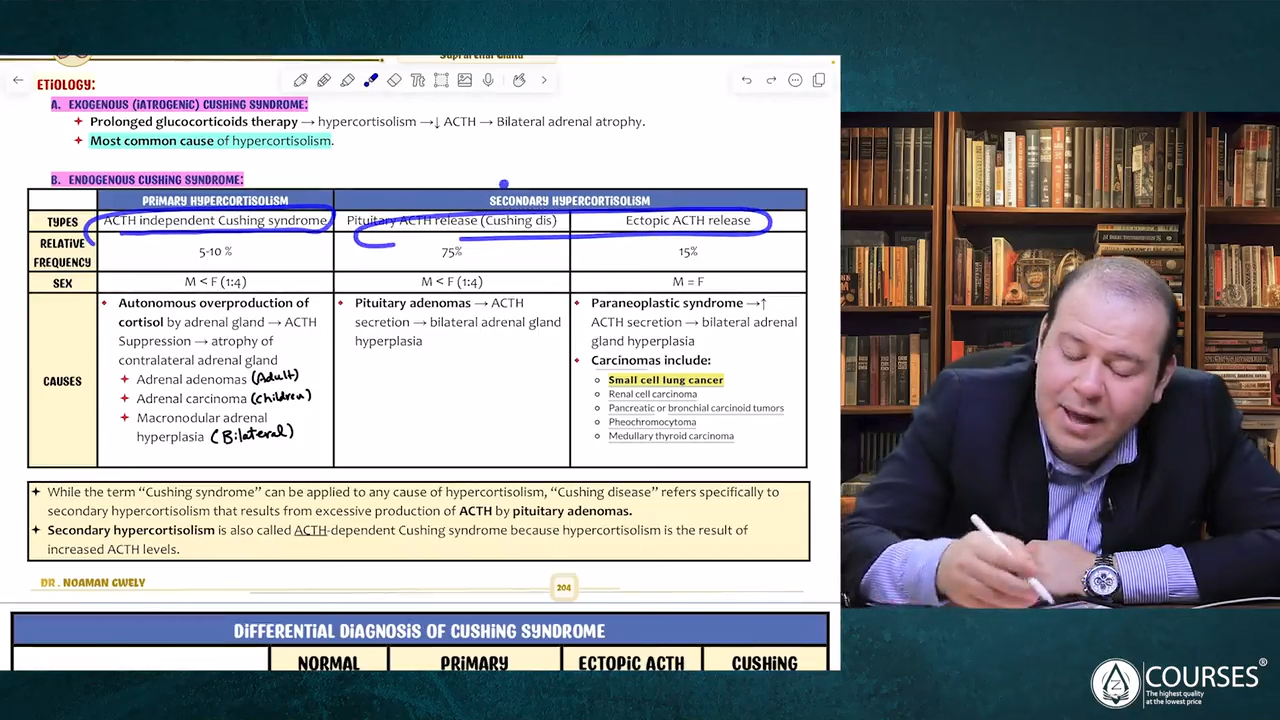 Suprarenal Gland
ETIOLOGY:
A. EXOGENOUS (IATROGENIC) CUSHING SYNDROME:
✦ Prolonged glucocorticoids therapy → hypercortisolism →↓ ACTH → Bilateral adrenal atrophy.
✦ Most common cause of hypercortisolism.
B. ENDOGENOUS CUSHING SYNDROME:
PRIMARY HYPERCORTISOLISM SECONDARY HYPERCORTISOLISM
TYPES ACTH independent Cushing syndrome Pituitary ACTH release (Cushing dis) Ectopic ACTH release
RELATIVE FREQUENCY 5-10 % 75% 15%
SEX M < F (1:4) M < F (1:4) M = F
CAUSES
Autonomous overproduction of
cortisol by adrenal gland → ACTH
Suppression → atrophy of
contralateral adrenal gland
✦ Adrenal adenomas (Adult)
✦ Adrenal carcinoma (children)
✦ Macronodular adrenal
hyperplasia (Bilateral)
Pituitary adenomas → ACTH
secretion → bilateral adrenal gland
hyperplasia
Paraneoplastic syndrome →↑
ACTH secretion → bilateral adrenal
gland hyperplasia
Carcinomas include:
Small cell lung cancer
Renal cell carcinoma
Pancreatic or bronchial carcinoid tumors
Pheochromocytoma
Medullary thyroid carcinoma
✦ While the term “Cushing syndrome” can be applied to any cause of hypercortisolism, “Cushing disease” refers specifically to
secondary hypercortisolism that results from excessive production of ACTH by pituitary adenomas.
✦ Secondary hypercortisolism is also called ACTH-dependent Cushing syndrome because hypercortisolism is the result of
increased ACTH levels.
DR . NOAMAN GWELY
204
DIFFERENTIAL DIAGNOSIS OF CUSHING SYNDROME
NORMAL PRIMARY ECTOPIC ACTH CUSHING
A Z COURSES®
The highest quality
at the lowest price